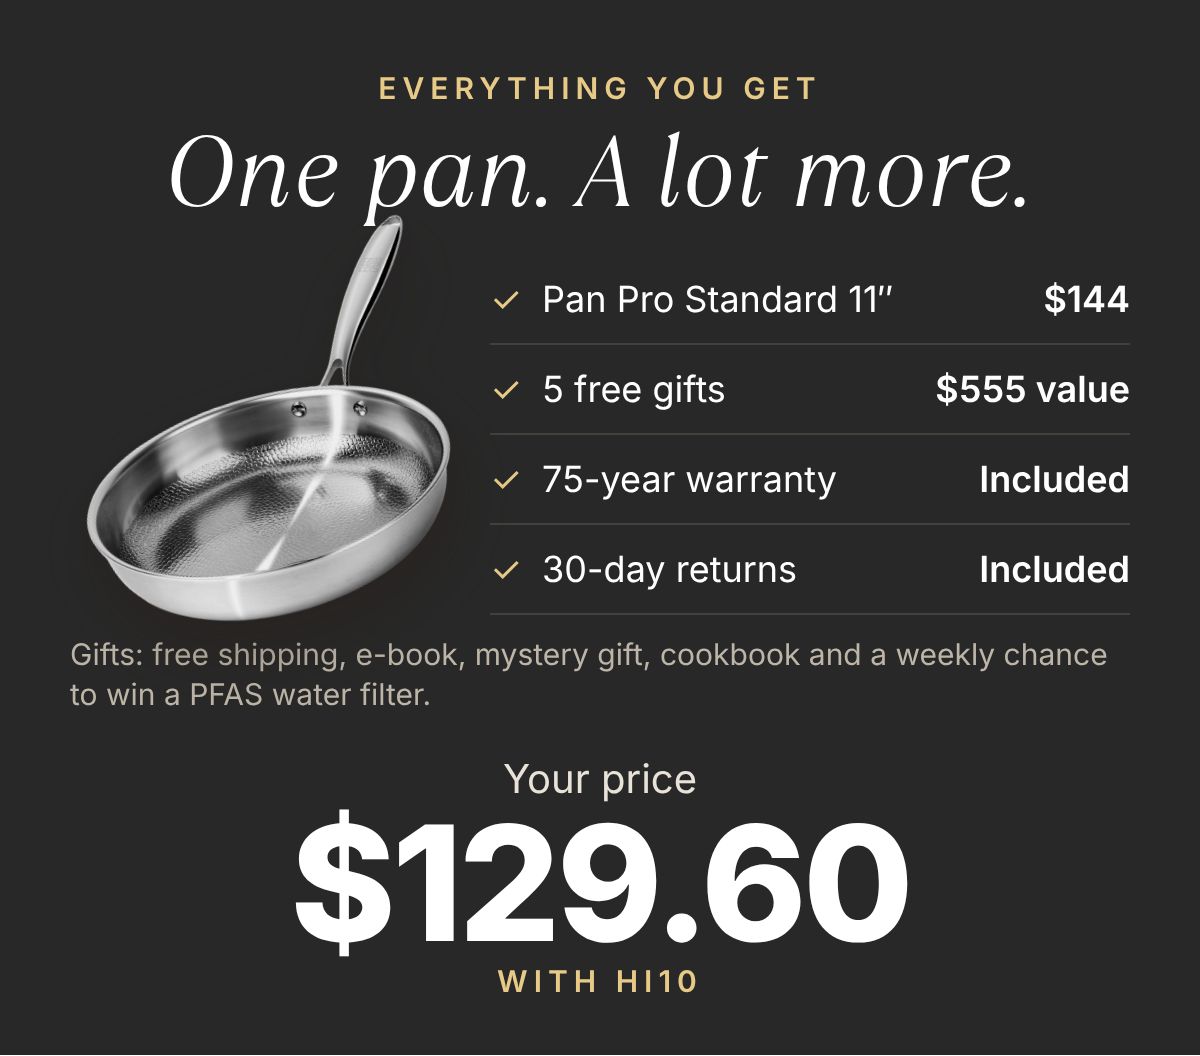 EVERYTHING YOU GET
One pan. A lot more.
✓ Pan Pro Standard 11″ $144
✓ 5 free gifts $555 value
✓ 75-year warranty Included
✓ 30-day returns Included
Gifts: free shipping, e-book, mystery gift, cookbook and a weekly chance
to win a PFAS water filter.
Your price
$129.60
WITH HI10